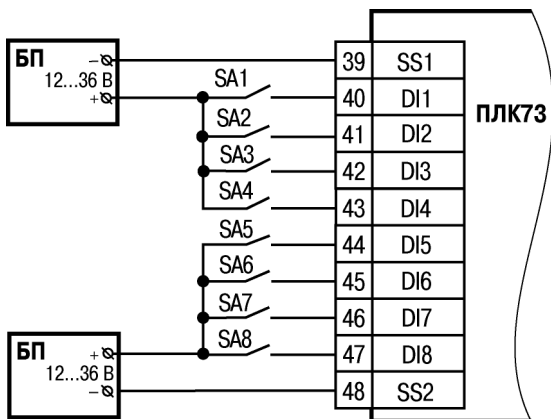 БП
–
12...36 В
+
SA1
SA2
SA3
SA4
SA5
SA6
SA7
SA8
БП
+
12...36 В
–
39 SS1
40 DI1
41 DI2
42 DI3
43 DI4
44 DI5
45 DI6
46 DI7
47 DI8
48 SS2
ПЛК73